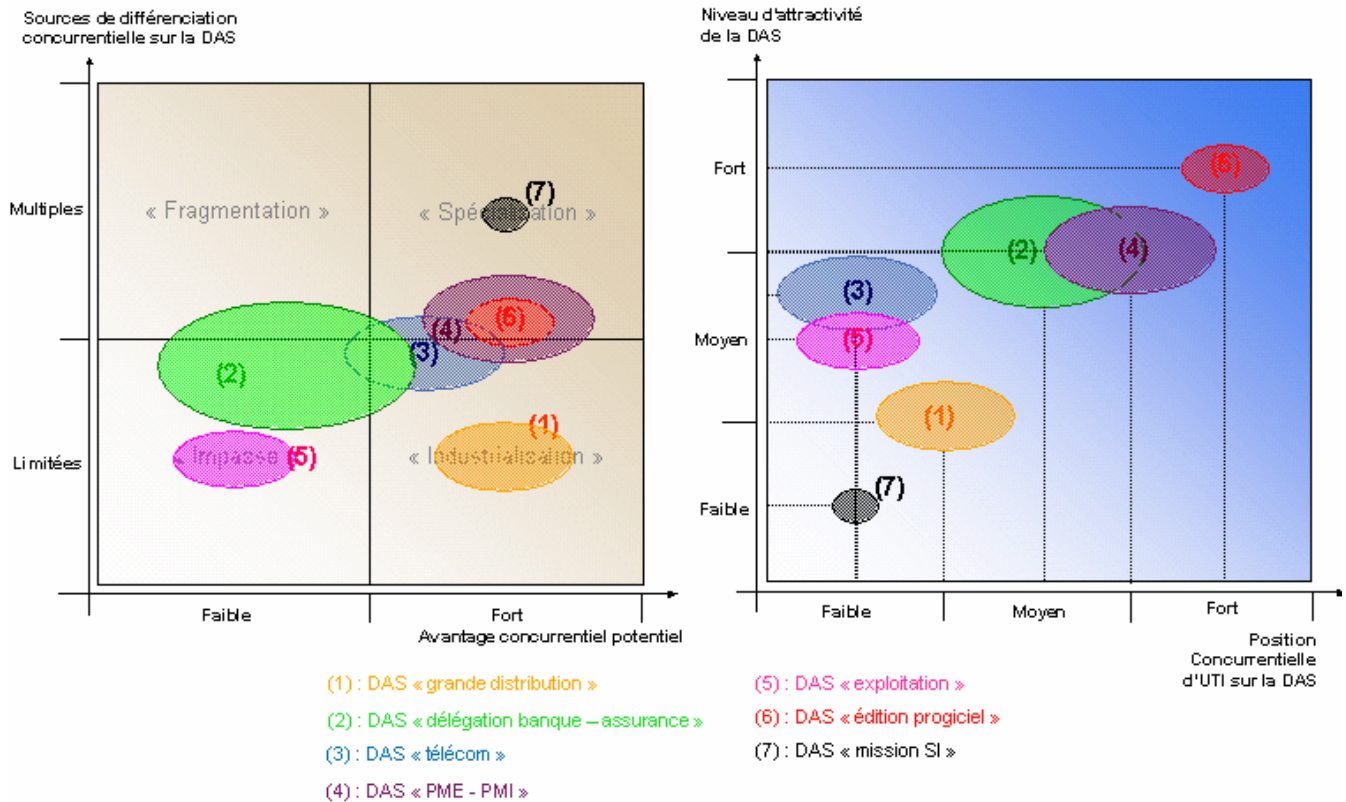 Sources de différenciation
concurrentielle sur la DAS
Multiples
Limitées
« Fragmentation »
« Spécialisation »
(7)
(6)
(4)
(3)
(2)
(1)
« Impasse
(5)
« Industrialisation »
Faible
Fort
Avantage concurrentiel potentiel
Niveau d'attractivité
de la DAS
Fort
Moyen
Faible
(6)
(2)
(4)
(3)
(5)
(1)
(7)
Faible
Moyen
Fort
Position
Concurrentielle
d'UTI sur la DAS
(1) : DAS « grande distribution »
(2) : DAS « délégation banque – assurance »
(3) : DAS « télécom »
(4) : DAS « PME - PMI »
(5) : DAS « exploitation »
(6) : DAS « édition progiciel »
(7) : DAS « mission SI »